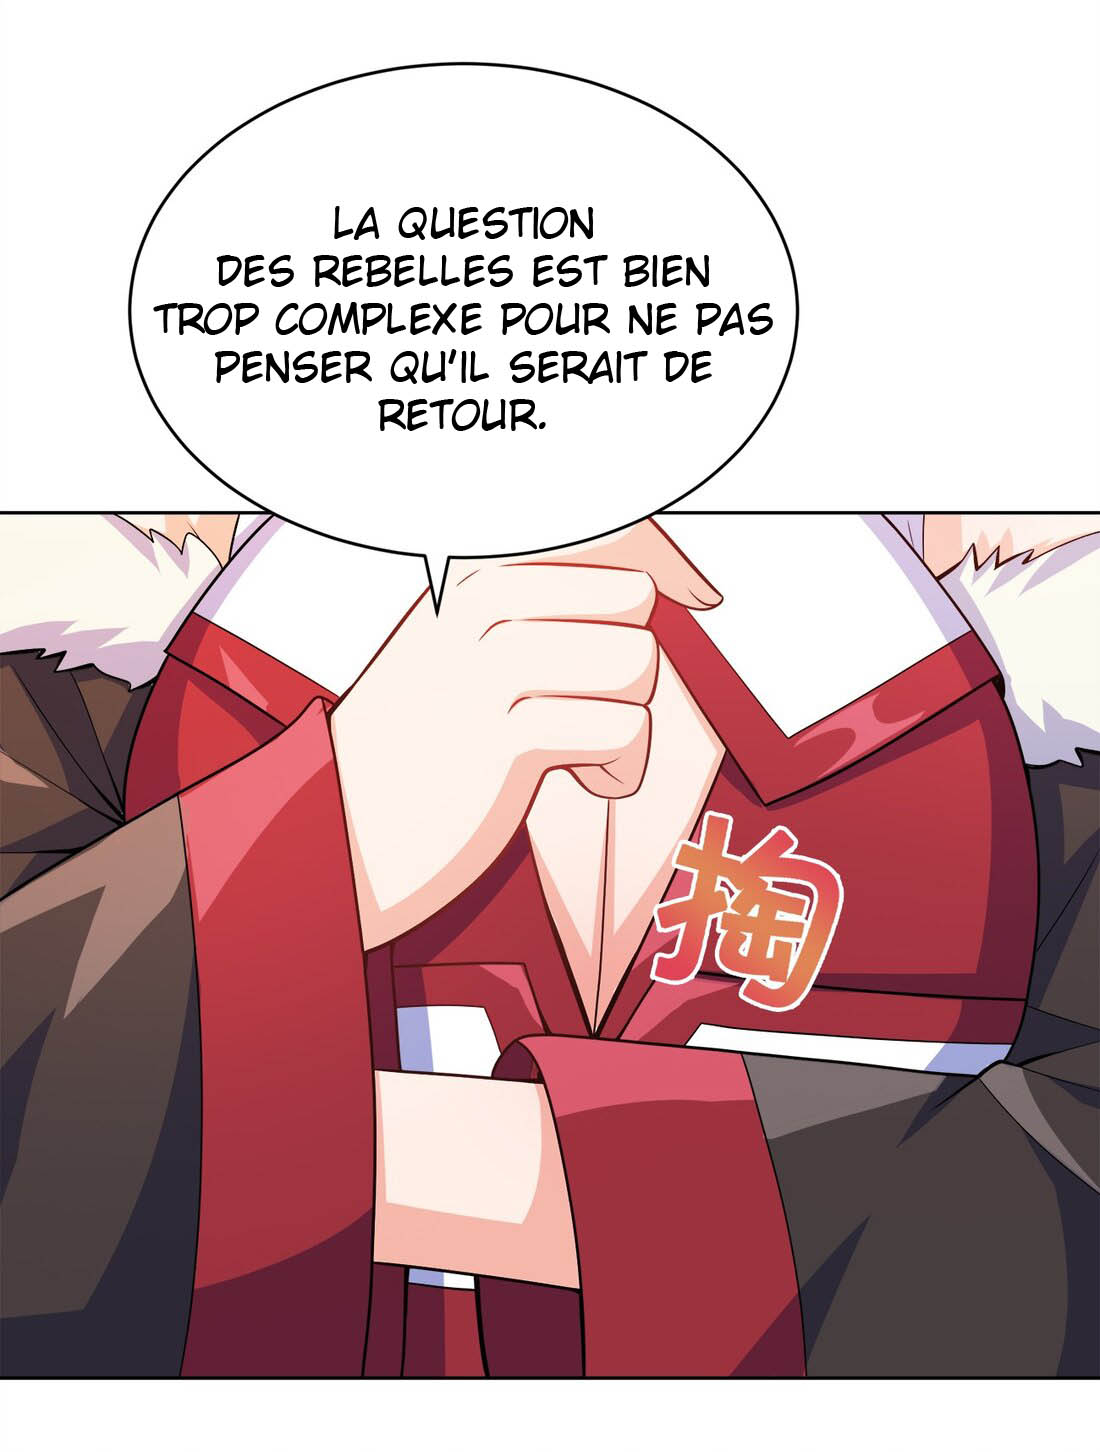 LA QUESTION
DES REBELLES EST BIEN
TROP COMPLEXE POUR NE PAS
PENSER QU'IL SERAIT DE
RETOUR.
掏